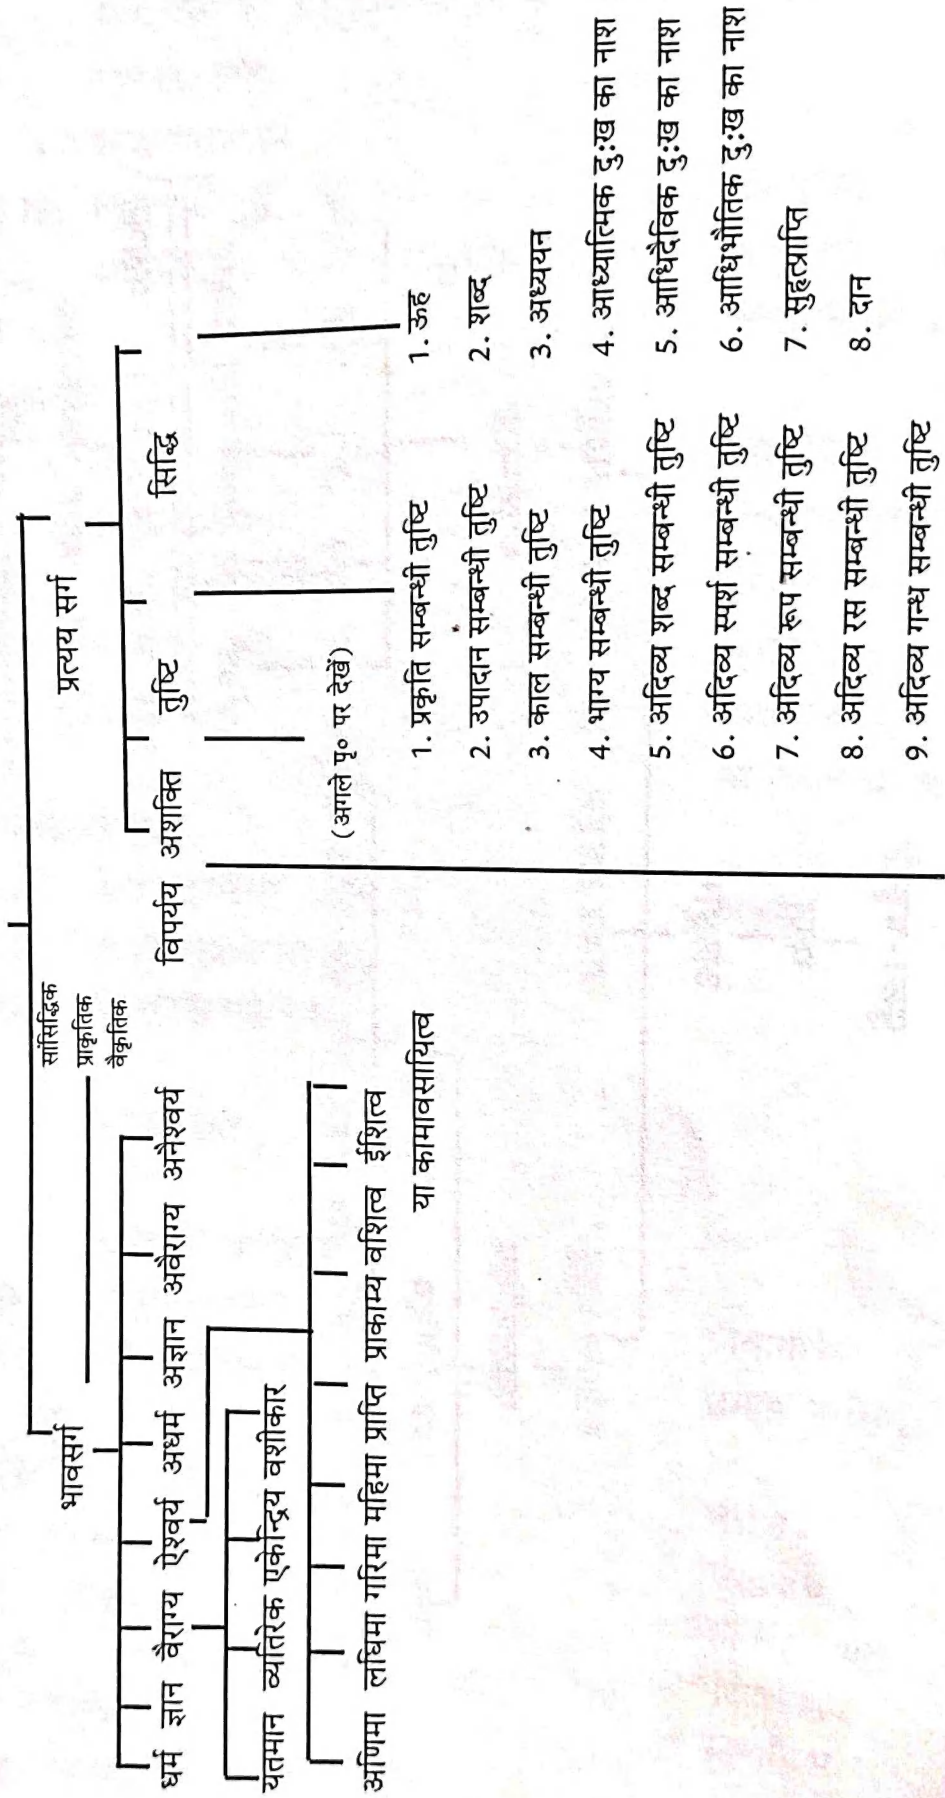 भावसर्ग
प्रत्यय सर्ग
सांसिद्धिक
प्राकृतिक
वैकृतिक
धर्म ज्ञान वैराग्य ऐश्वर्य अधर्म अज्ञान अवैराग्य अनैश्वर्य
विपर्यय अशक्ति तुष्टि सिद्धि
यतमान व्यतिरेक एकेन्द्रिय वशीकार
अणिमा लघिमा गरिमा महिमा प्राप्ति प्राकाम्य वशित्व ईशित्व
या कामावसायित्व
(अगले पृ० पर देखें)
1. प्रकृति सम्बन्धी तुष्टि
2. उपादान सम्बन्धी तुष्टि
3. काल सम्बन्धी तुष्टि
4. भाग्य सम्बन्धी तुष्टि
5. अदिव्य शब्द सम्बन्धी तुष्टि
6. अदिव्य स्पर्श सम्बन्धी तुष्टि
7. अदिव्य रूप सम्बन्धी तुष्टि
8. अदिव्य रस सम्बन्धी तुष्टि
9. अदिव्य गन्ध सम्बन्धी तुष्टि
1. ऊह
2. शब्द
3. अध्ययन
4. आध्यात्मिक दुःख का नाश
5. आधिदैविक दुःख का नाश
6. आधिभौतिक दुःख का नाश
7. सुहृत्प्राप्ति
8. दान